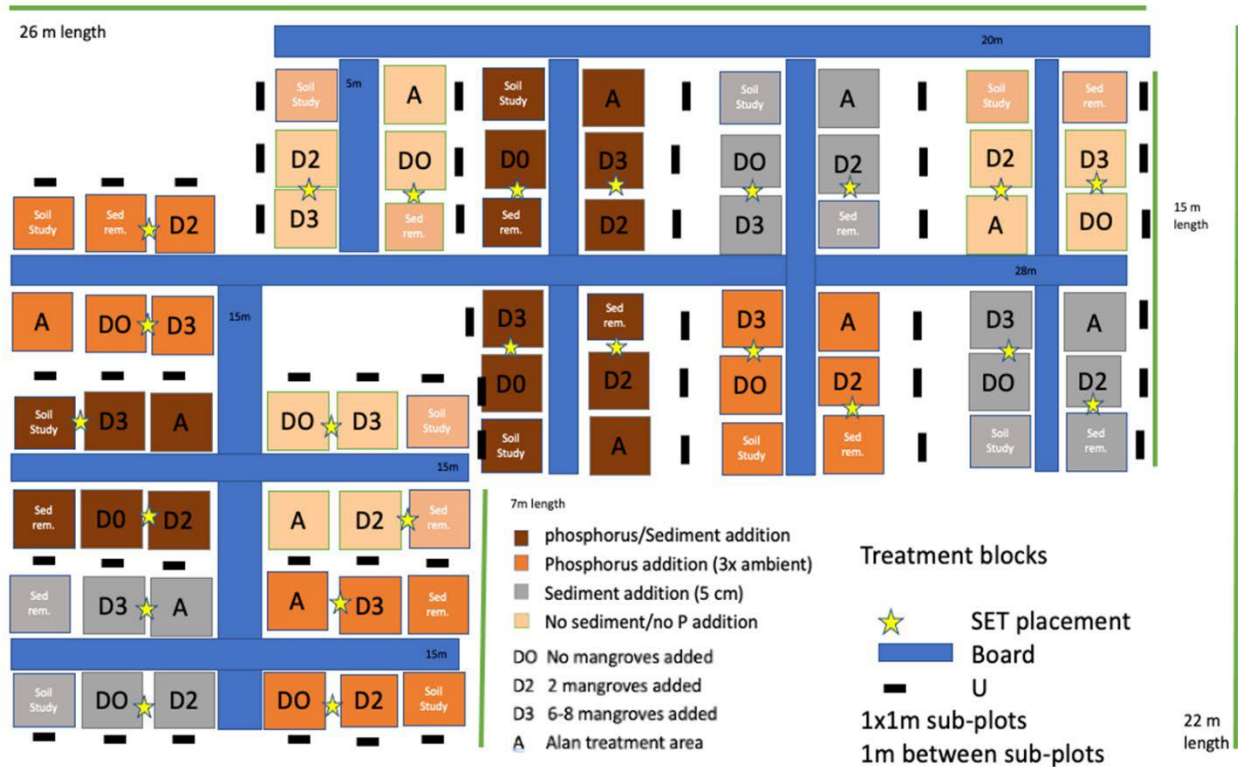 26 m length
20m
Soil Study
5m
A
Soil Study
A
Soil Study
A
Soil Study
Sed rem.
D2
DO
D0
D3
DO
D2
D2
D3
D3
Sed rem.
Sed rem.
D2
D3
Sed rem.
A
DO
Soil Study
Sed rem.
D2
15 m length
28m
A
DO
D3
15m
D3
Sed rem.
D3
A
D3
A
D0
D2
DO
D2
DO
D2
Soil Study
D3
A
DO
D3
Soil Study
Soil Study
A
Soil Study
Sed rem.
Soil Study
Sed rem.
15m
Sed rem.
D0
D2
A
D2
Sed rem.
Sed rem.
D3
A
A
D3
Sed rem.
15m
Soil Study
DO
D2
DO
D2
Soil Study
7m length
phosphorus/Sediment addition
Phosphorus addition (3x ambient)
Sediment addition (5 cm)
No sediment/no P addition
DO No mangroves added
D2 2 mangroves added
D3 6-8 mangroves added
A Alan treatment area
Treatment blocks
SET placement
Board
U
1x1m sub-plots
1m between sub-plots
22 m length